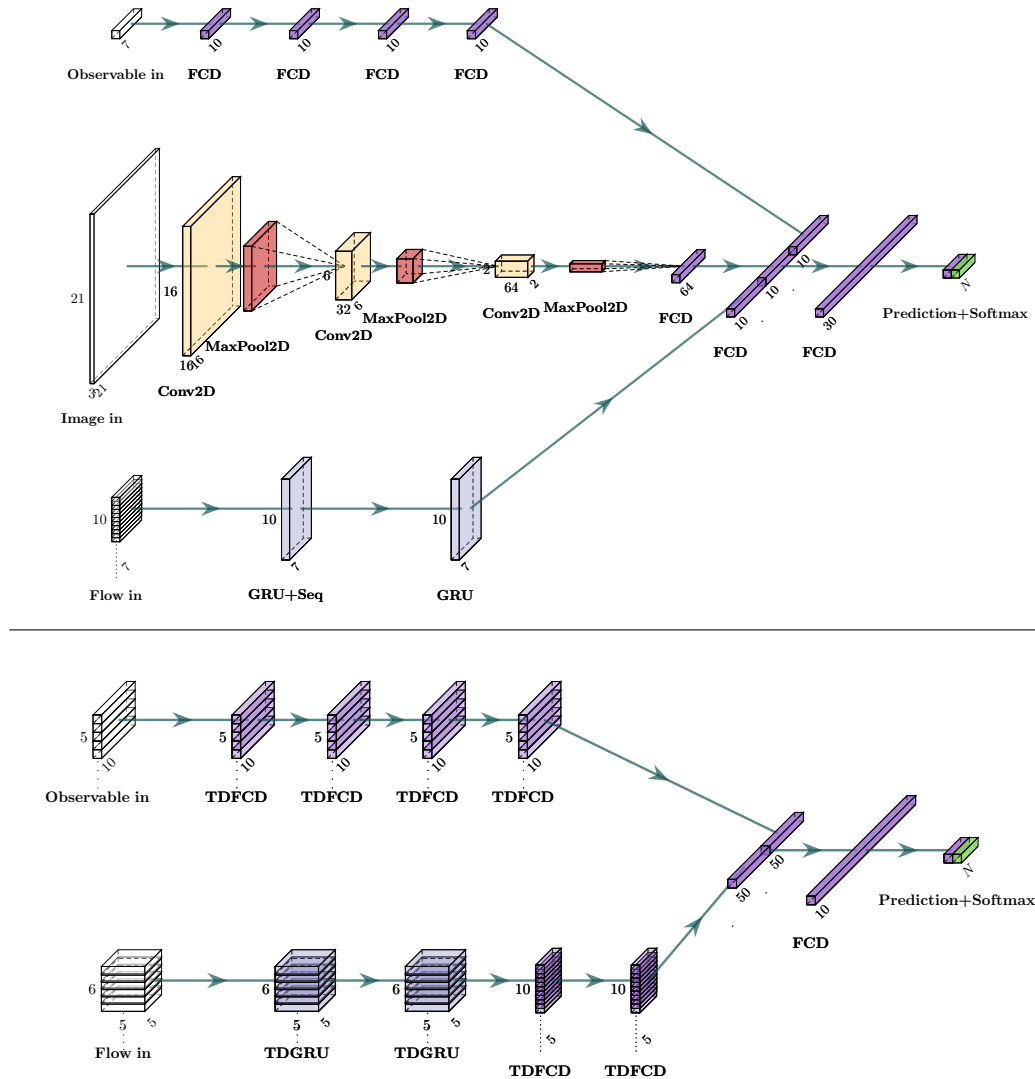 7
10
10
10
10
Observable in
FCD
FCD
FCD
FCD
21
3
21
Image in
16
16
16
Conv2D
MaxPool2D
6
32
6
Conv2D
MaxPool2D
2
64
2
Conv2D
MaxPool2D
64
FCD
10
10
10
FCD
30
FCD
N
Prediction+Softmax
10
7
Flow in
10
7
GRU+Seq
10
7
GRU
5
10
Observable in
5
10
TDFCD
5
10
TDFCD
5
10
TDFCD
5
10
TDFCD
50
50
10
FCD
N
Prediction+Softmax
6
5
5
Flow in
6
5
5
TDGRU
6
5
5
TDGRU
10
5
TDFCD
10
5
TDFCD